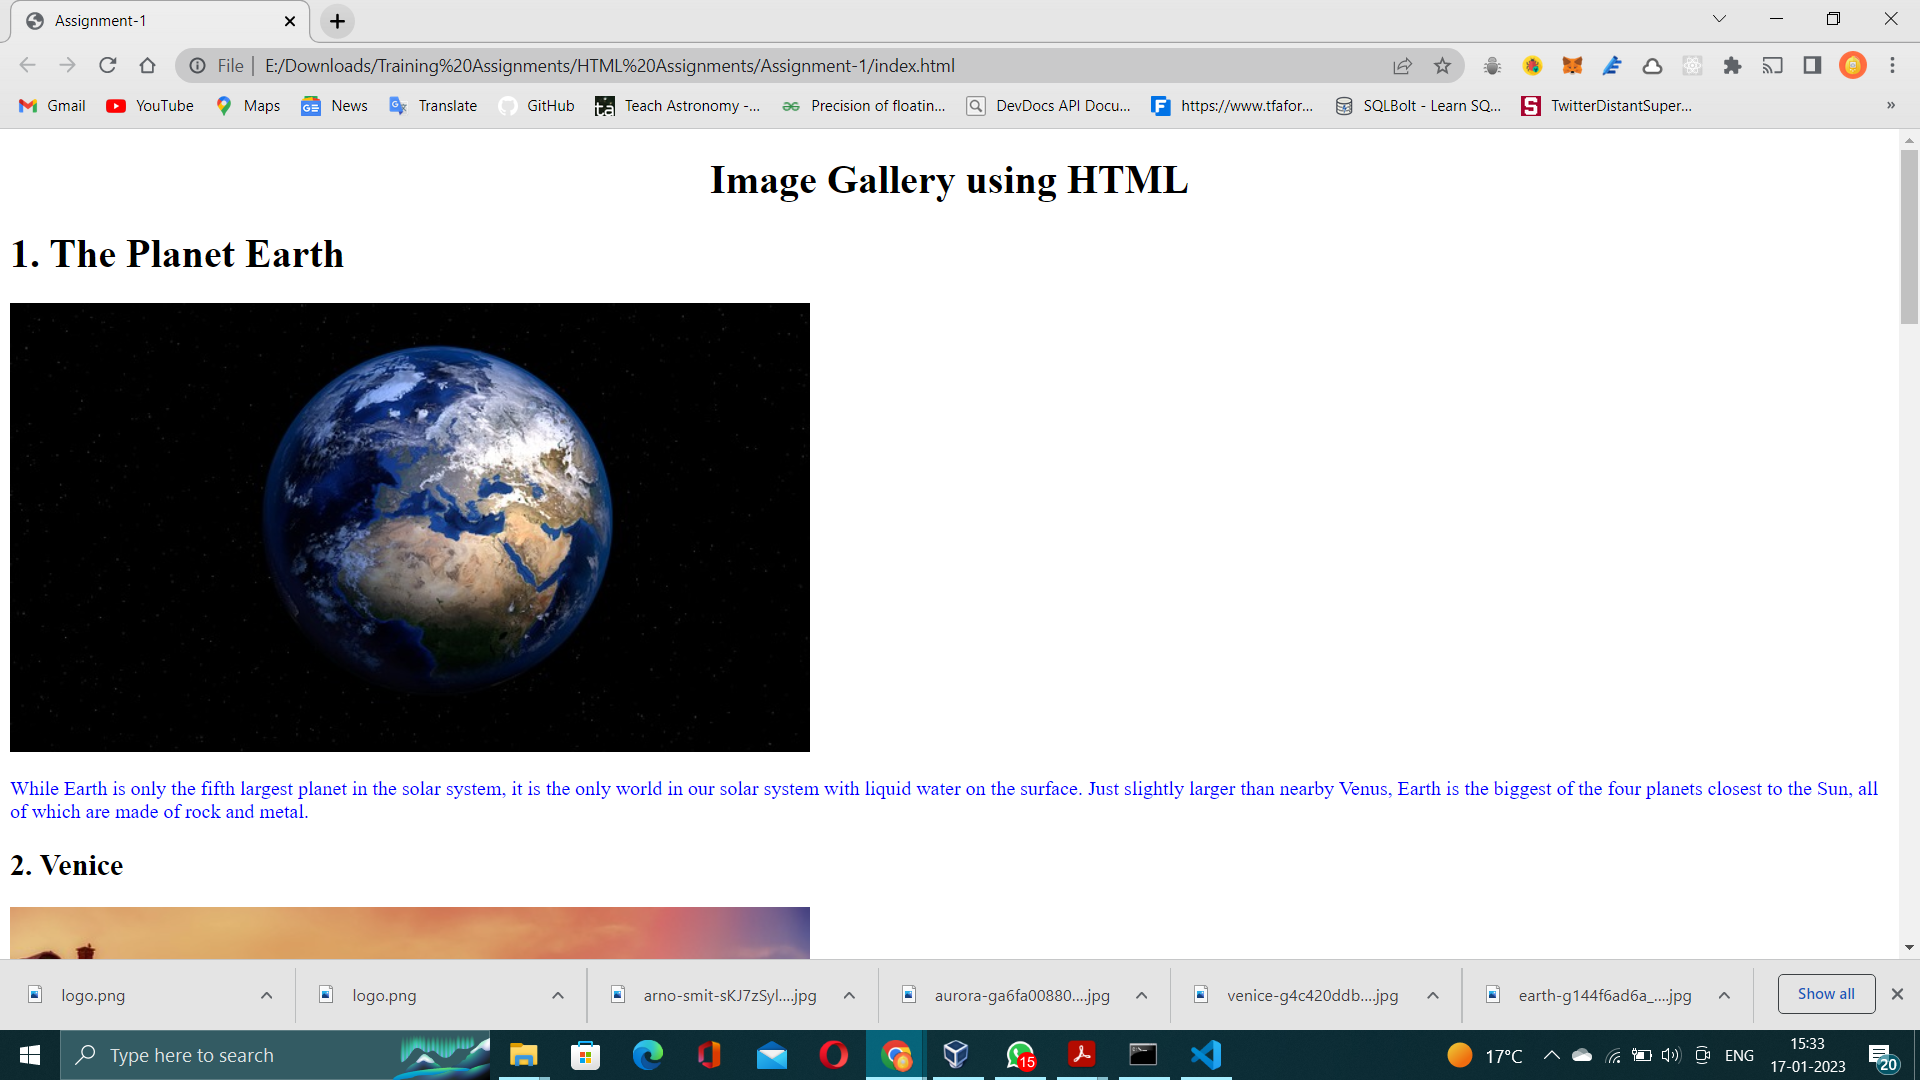 Assignment-1
File | E:/Downloads/Training%20Assignments/HTML%20Assignments/Assignment-1/index.html
Gmail YouTube Maps News Translate GitHub Teach Astronomy -... Precision of floatin... DevDocs API Docu... https://www.tfafor... SQLBolt - Learn SQ... TwitterDistantSuper... »
Image Gallery using HTML
1. The Planet Earth
While Earth is only the fifth largest planet in the solar system, it is the only world in our solar system with liquid water on the surface. Just slightly larger than nearby Venus, Earth is the biggest of the four planets closest to the Sun, all
of which are made of rock and metal.
2. Venice
logo.png logo.png arno-smit-sKJ7zSyl....jpg aurora-ga6fa00880....jpg venice-g4c420ddb....jpg earth-g144f6ad6a_....jpg Show all
Type here to search 15 17°C ENG 15:33
17-01-2023 20